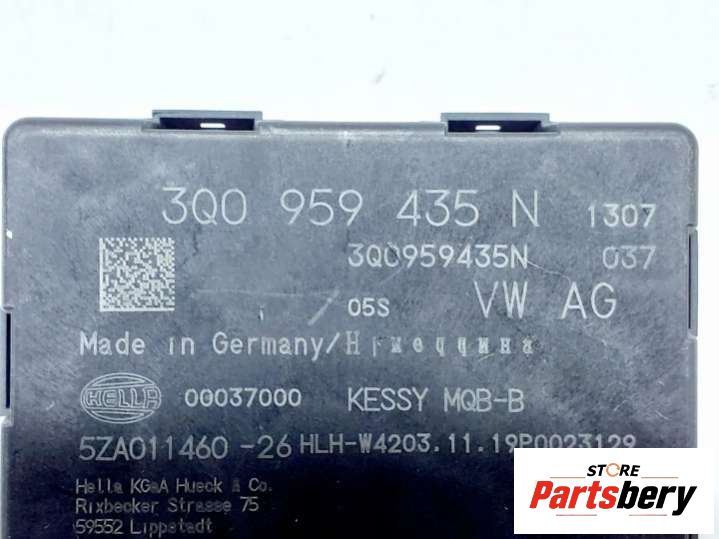 3Q0 959 435 N 1307
3Q0959435N 037
05S VW AG
Made in Germany/Німеччина
HELLA 00037000 KESSY MQB-B
5ZA011460-26 HLH-W4203.11.19P0023129
Hella KGaA Hueck & Co.
Rixbecker Strasse 75
59552 Lippstadt
STORE
Partsbery